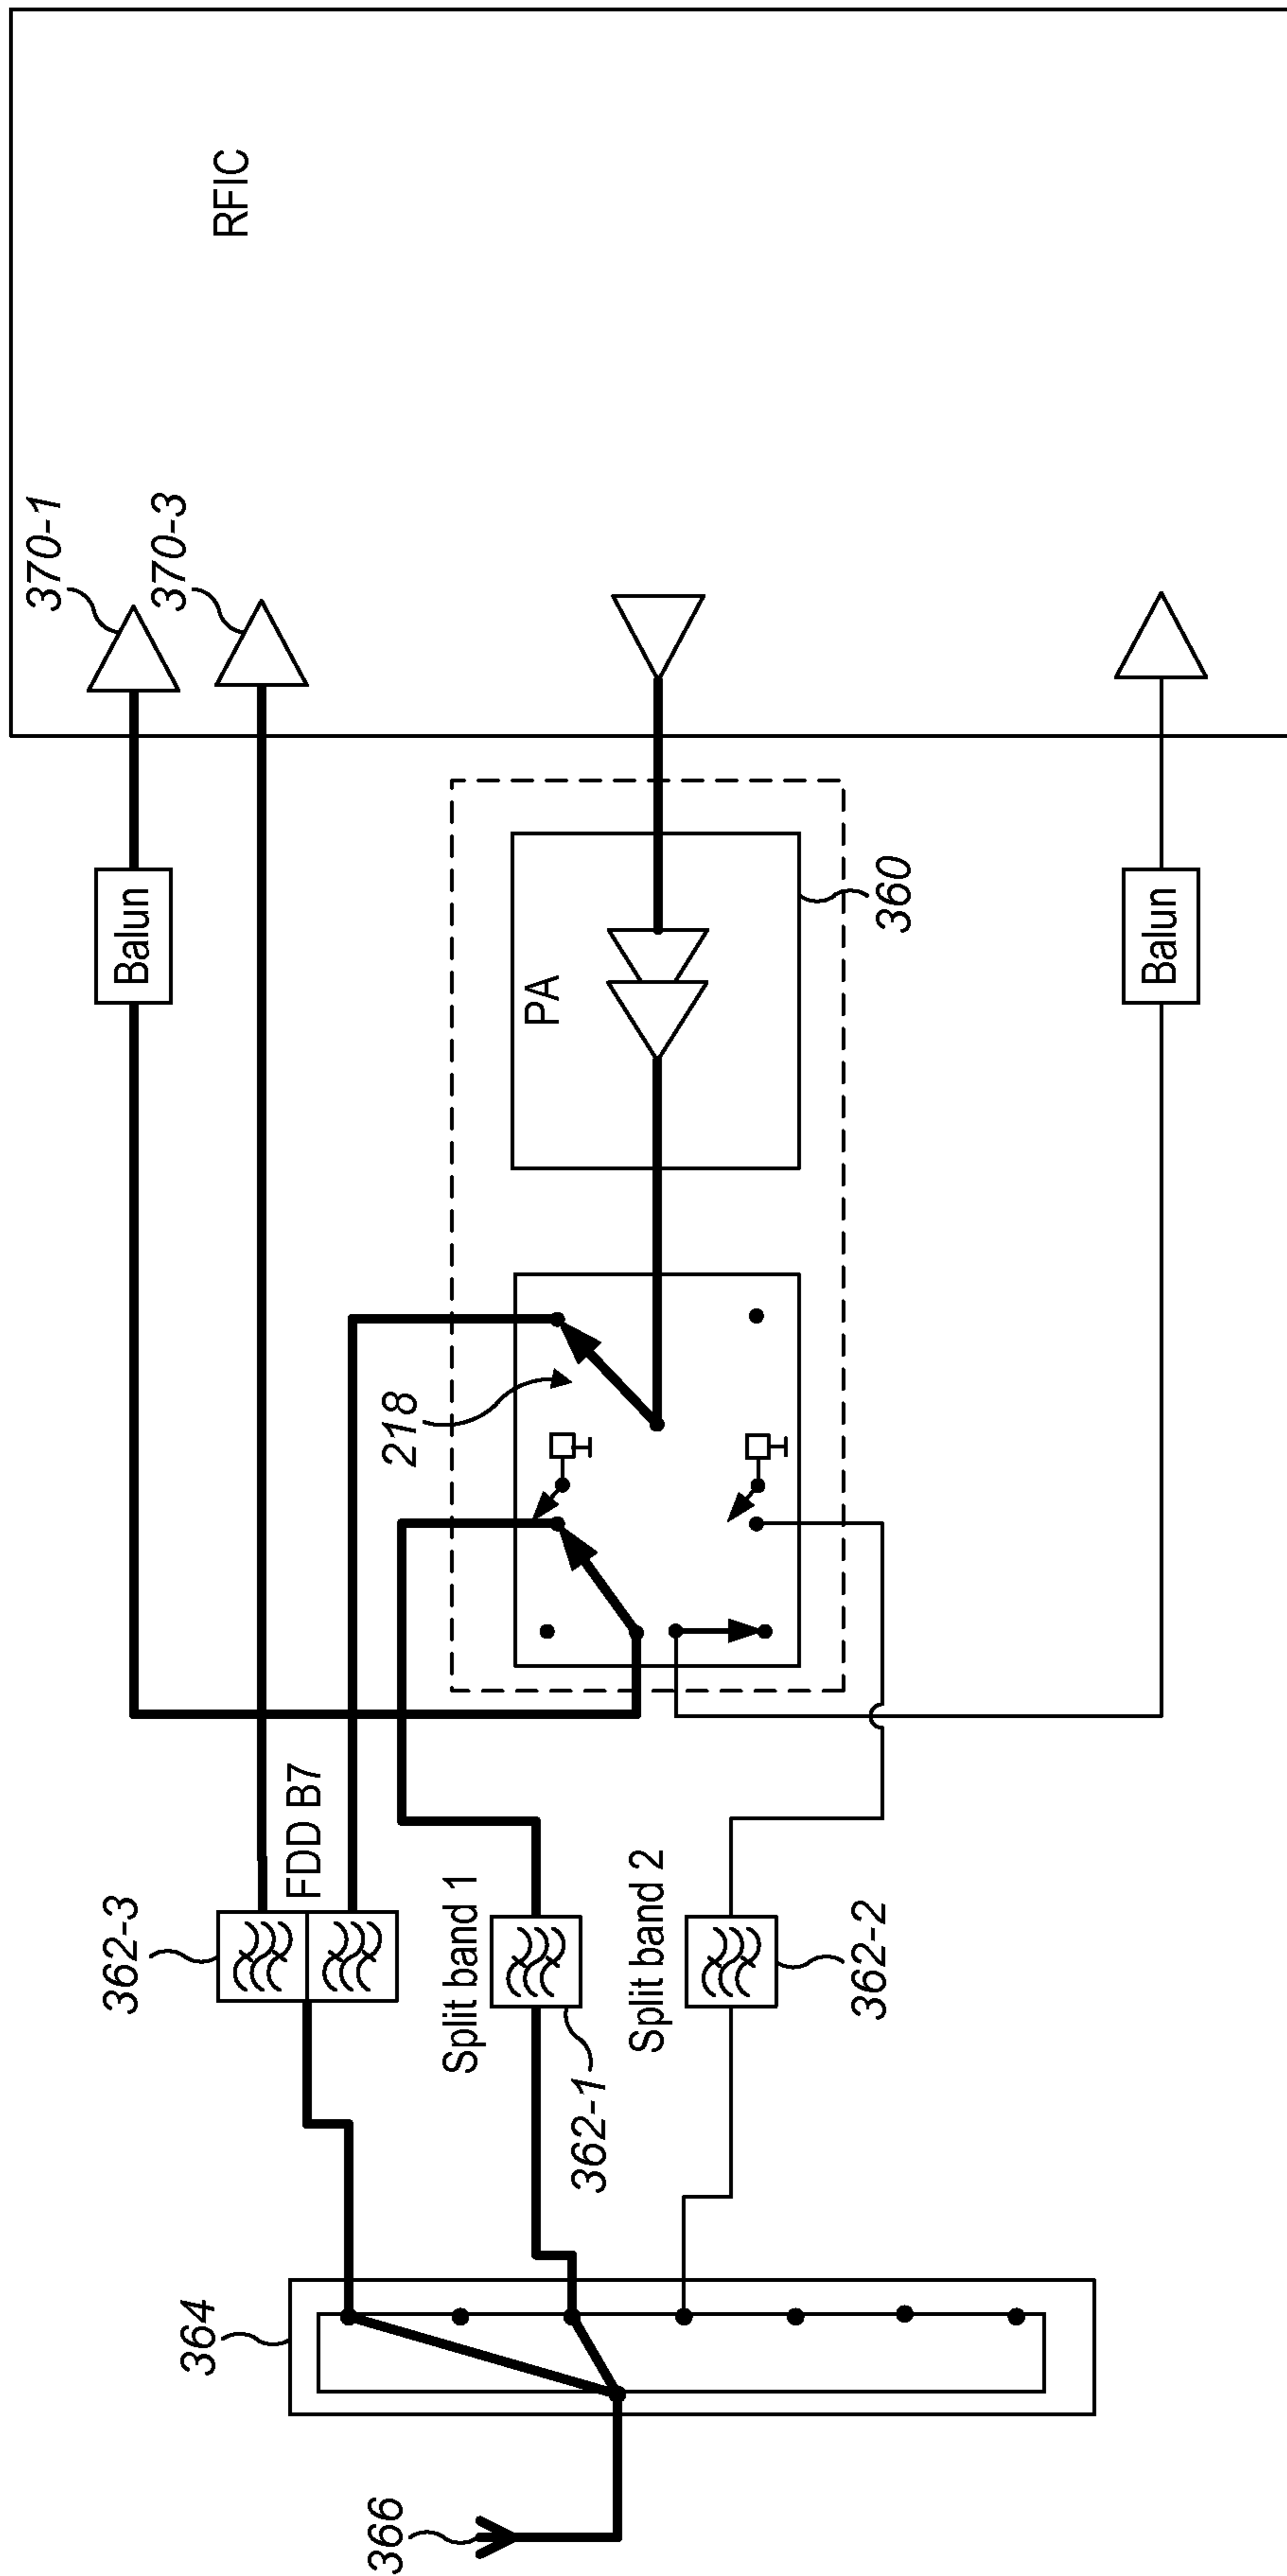 RFIC
370-1
370-3
Balun
PA
360
Balun
218
FDD B7
362-3
Split band 1
362-1
Split band 2
362-2
364
366